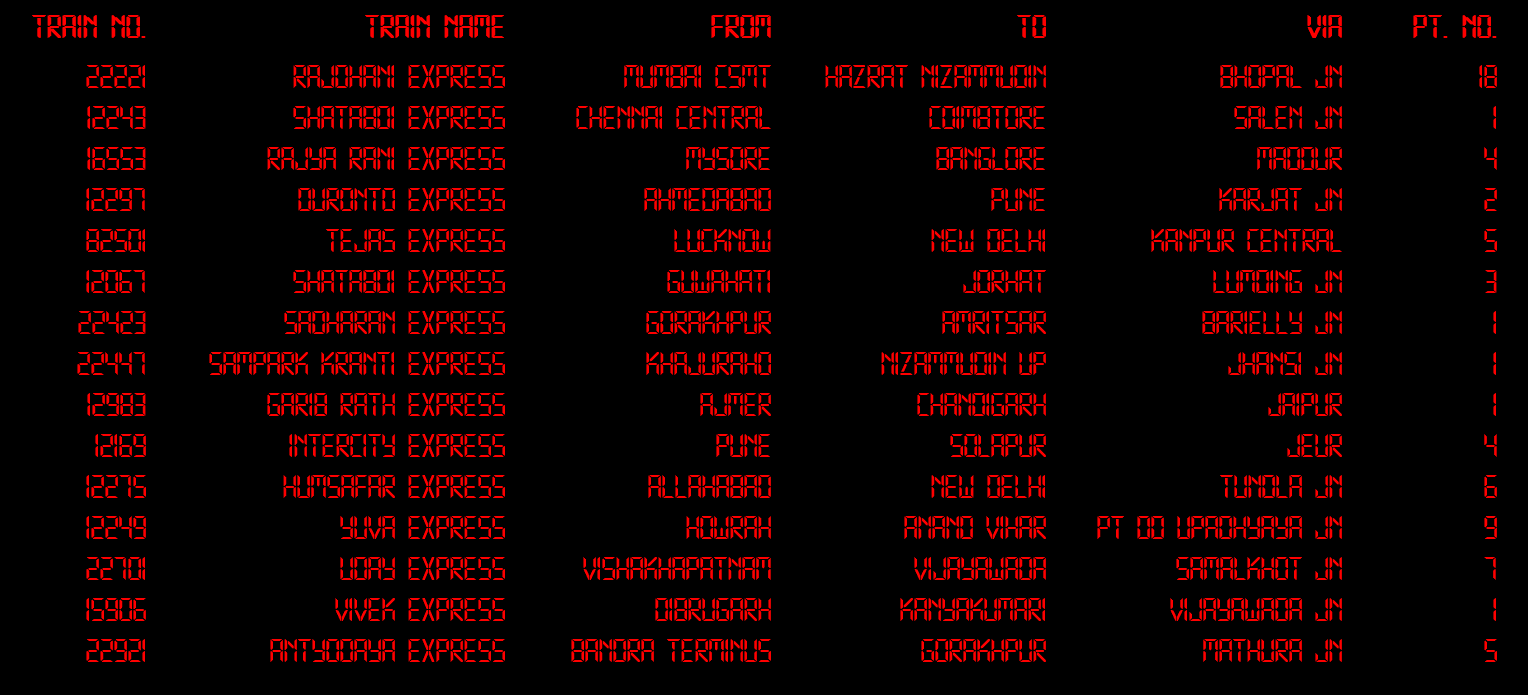 TRAIN NO. TRAIN NAME FROM TO VIA PT. NO.
22221 RAJDHANI EXPRESS MUMBAI CSMT HAZRAT NIZAMMUDIN BHOPAL JN 18
12243 SHATABDI EXPRESS CHENNAI CENTRAL COIMBTORE SALEN JN 1
16553 RAJYA RANI EXPRESS MYSORE BANGLORE MADDUR 4
12297 DURONTO EXPRESS AHMEDABAD PUNE KARJAT JN 2
82501 TEJAS EXPRESS LUCKNOW NEW DELHI KANPUR CENTRAL 5
12067 SHATABDI EXPRESS GUWAHATI JORHAT LUMDING JN 3
22423 SADHARAN EXPRESS GORAKHPUR AMRITSAR BARIELLY JN 1
22447 SAMPARK KRANTI EXPRESS KHAJURAHO NIZAMMUDIN UP JHANSI JN 1
12983 GARIB RATH EXPRESS AJMER CHANDIGARH JAIPUR 1
12169 INTERCITY EXPRESS PUNE SOLAPUR JEUR 4
12275 HUMSAFAR EXPRESS ALLAHABAD NEW DELHI TUNDLA JN 6
12249 YUVA EXPRESS HOWRAH ANAND VIHAR PT DD UPADHYAYA JN 9
22701 UDAY EXPRESS VISHAKHAPATNAM VIJAYAWADA SAMALKHOT JN 7
15906 VIVEK EXPRESS DIBRUGARH KANYAKUMARI VIJAYAWADA JN 1
22921 ANTYODAYA EXPRESS BANDRA TERMINUS GORAKHPUR MATHURA JN 5